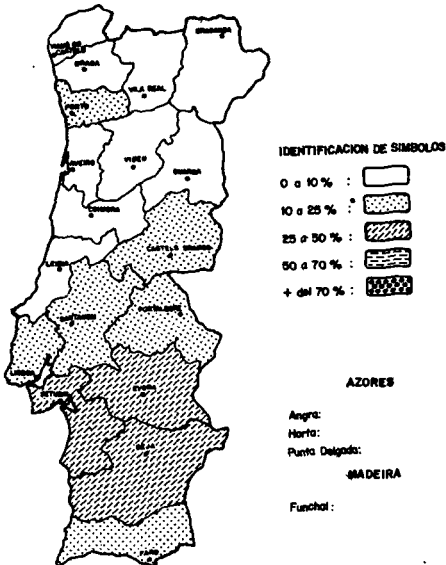 BRAGANZA
VIANA DO CASTELO
BRAGA
VILA REAL
PORTO
AVEIRO
VISEO
GUARDA
COIMBRA
CASTELO BRANCO
LEIRIA
SANTAREM
PORTALEGRE
LISBOA
SETUBAL
EVORA
BEJA
FARO
IDENTIFICACION DE SIMBOLOS
0 a 10 % :
10 a 25 % :
25 a 50 % :
50 a 70 % :
+ del 70 % :
AZORES
Angra:
Horta:
Punta Delgada:
MADEIRA
Funchal: